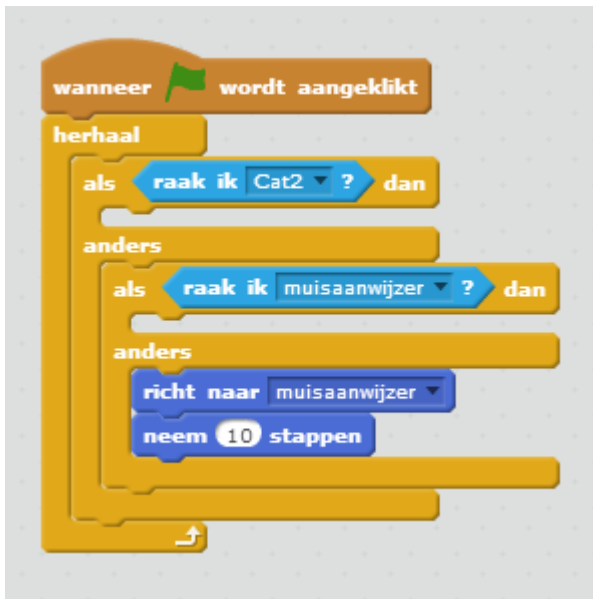 wanneer wordt aangeklikt
herhaal
als raak ik Cat2 ? dan
anders
als raak ik muisaanwijzer ? dan
anders
richt naar muisaanwijzer
neem 10 stappen